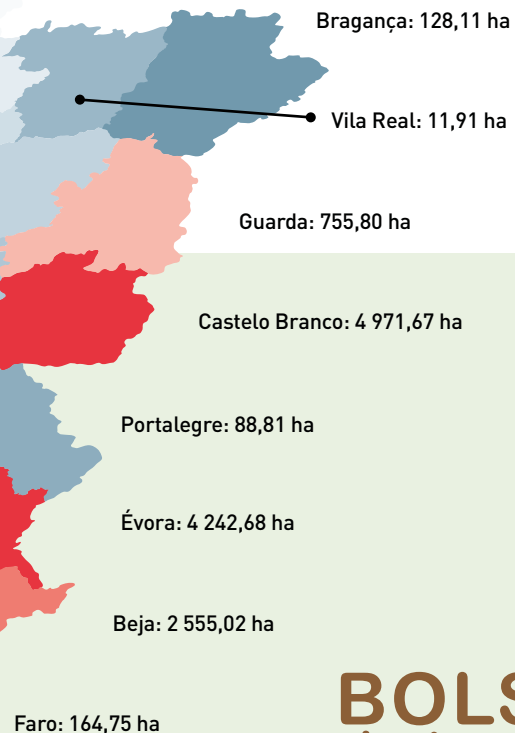 Bragança: 128,11 ha
Vila Real: 11,91 ha
Guarda: 755,80 ha
Castelo Branco: 4 971,67 ha
Portalegre: 88,81 ha
Évora: 4 242,68 ha
Beja: 2 555,02 ha
Faro: 164,75 ha
BOLS